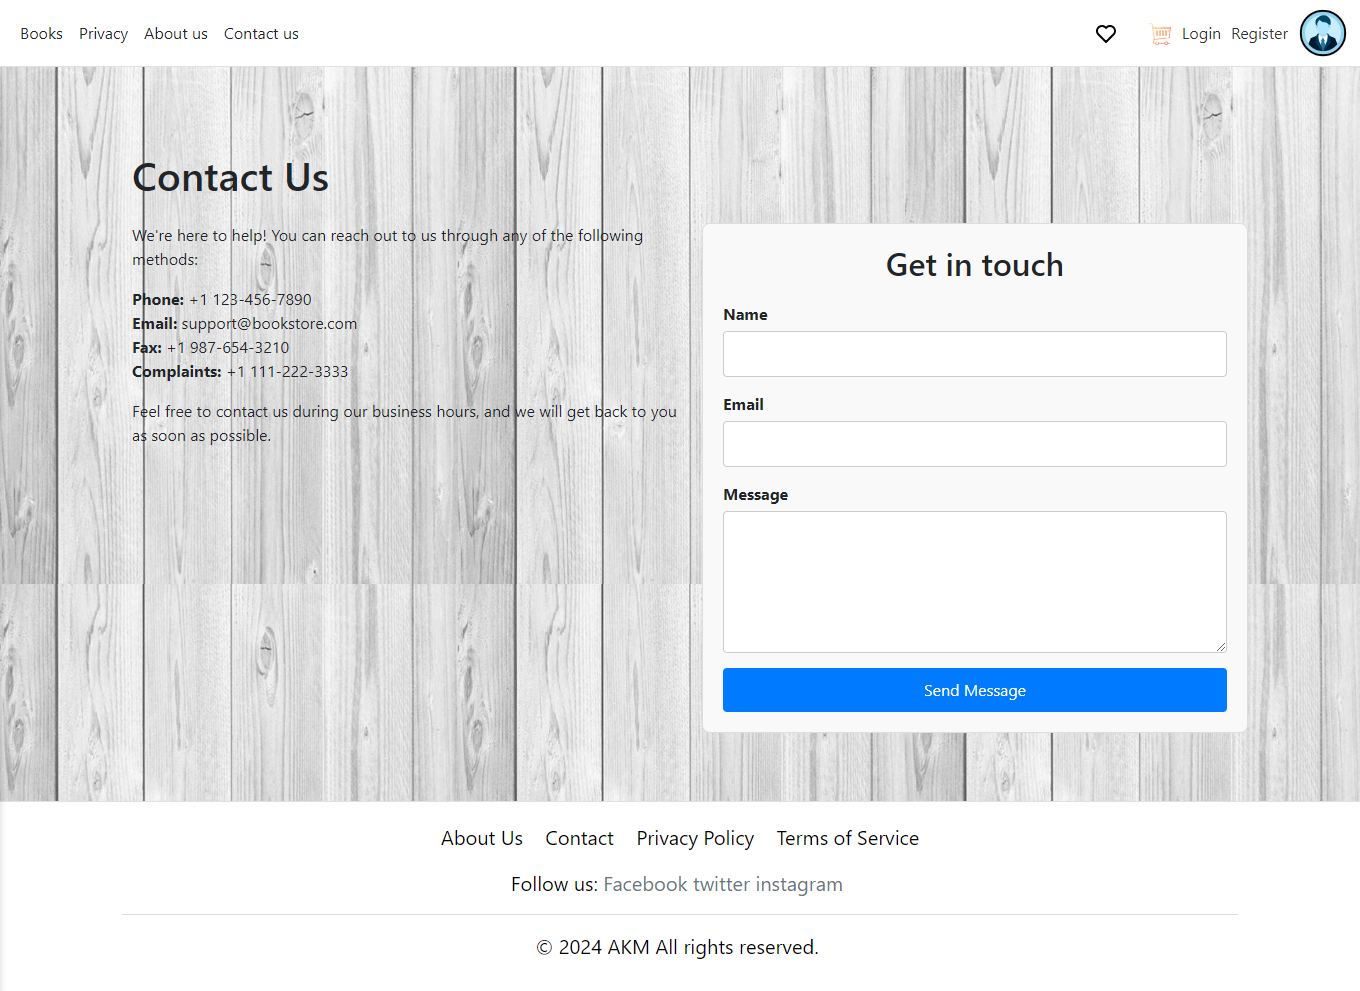 Books Privacy About us Contact us Login Register
Contact Us
We're here to help! You can reach out to us through any of the following
methods:
Phone: +1 123-456-7890
Email: support@bookstore.com
Fax: +1 987-654-3210
Complaints: +1 111-222-3333
Feel free to contact us during our business hours, and we will get back to you
as soon as possible.
Get in touch
Name
Email
Message
Send Message
About Us Contact Privacy Policy Terms of Service
Follow us: Facebook twitter instagram
© 2024 AKM All rights reserved.